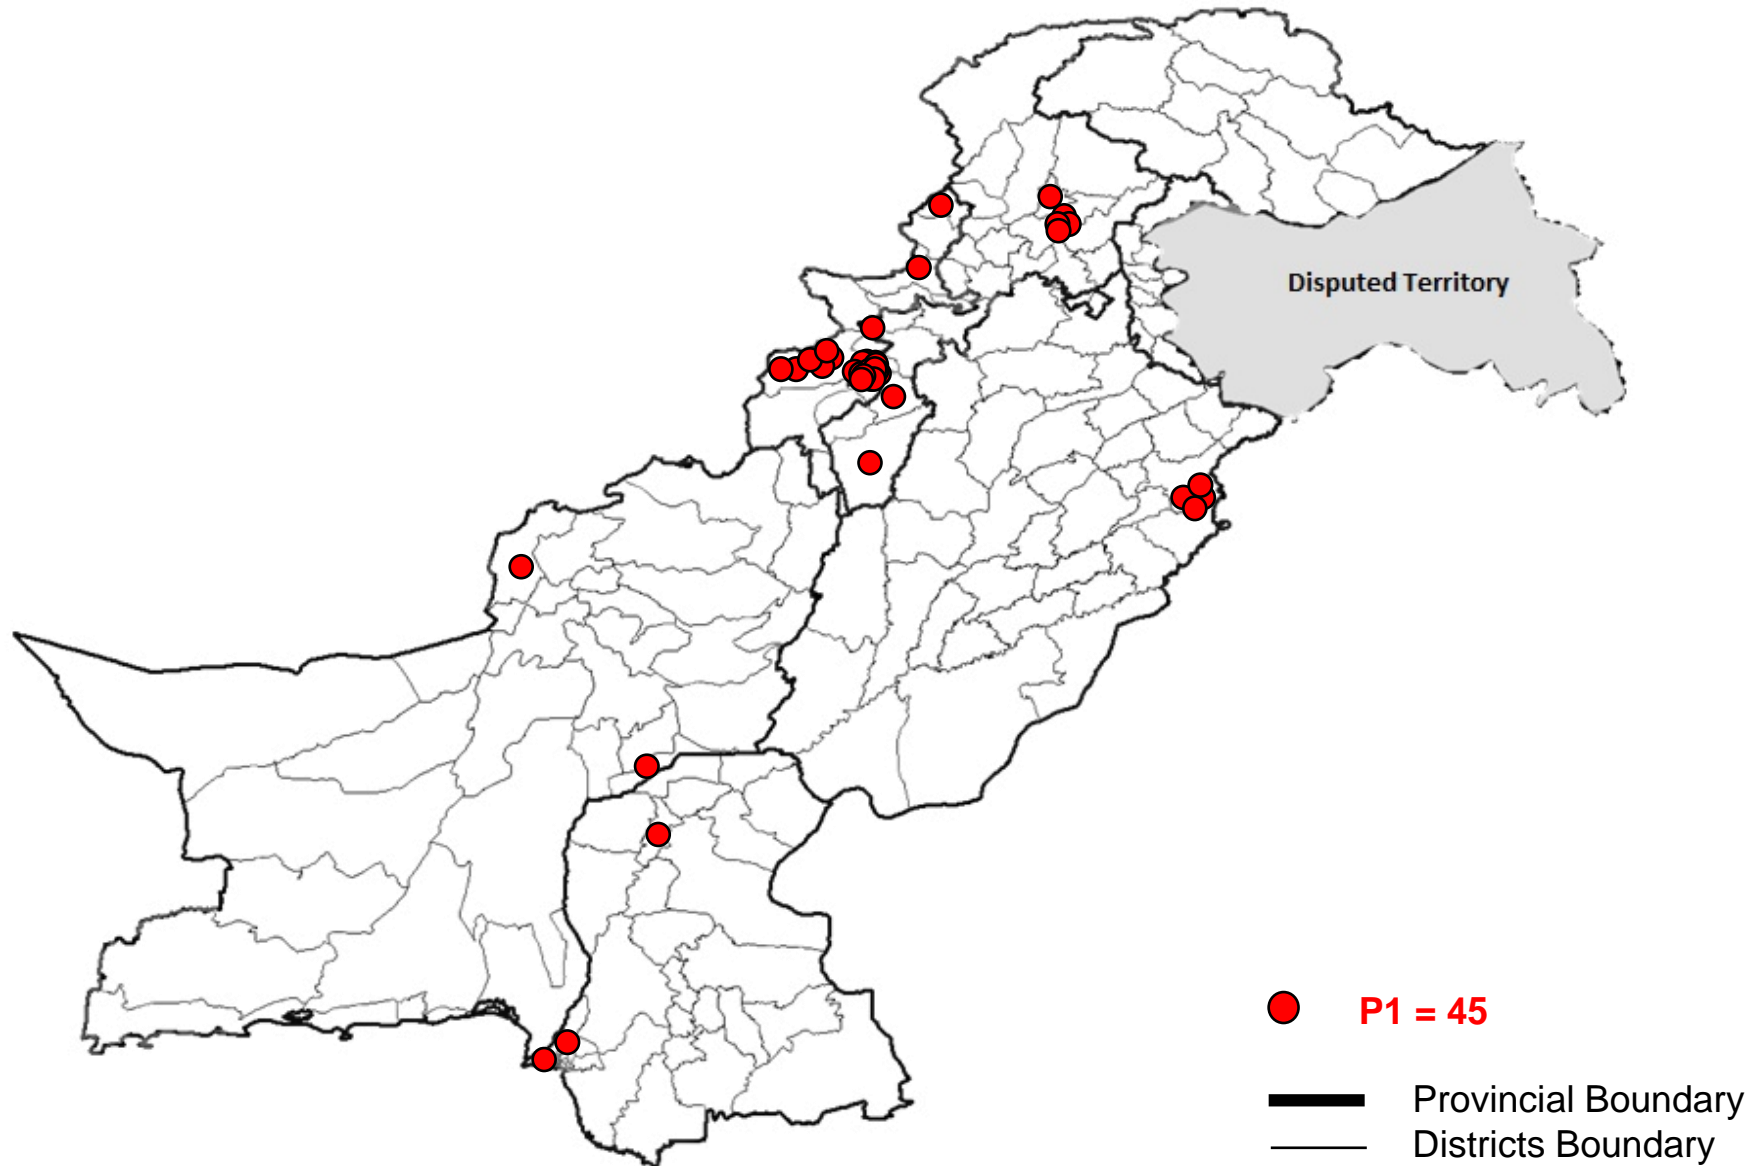 Disputed Territory
P1 = 45
Provincial Boundary
Districts Boundary